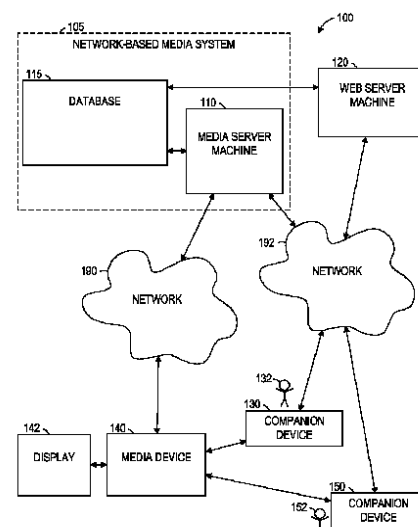 100
105
NETWORK-BASED MEDIA SYSTEM
115
DATABASE
110
MEDIA SERVER
MACHINE
120
WEB SERVER
MACHINE
190
NETWORK
192
NETWORK
132
130
COMPANION
DEVICE
142
DISPLAY
140
MEDIA DEVICE
150
COMPANION
DEVICE
152